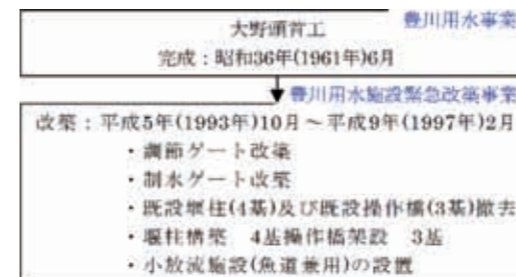 豊川用水事業
大野頭首工
完成：昭和36年(1961年)6月
豊川用水施設緊急改築事業
改築：平成5年(1993年)10月～平成9年(1997年)2月
・調節ゲート改築
・制水ゲート改築
・既設堰柱(4基)及び既設操作橋(3基)撤去
・堰柱構築　4基操作橋架設　3基
・小放流施設(魚道兼用)の設置